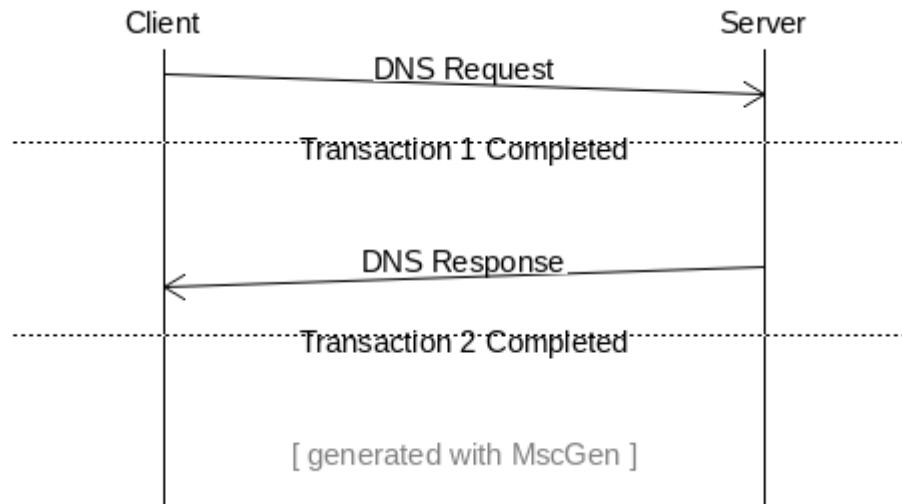 Client Server
DNS Request
Transaction 1 Completed
DNS Response
Transaction 2 Completed
[ generated with MscGen ]